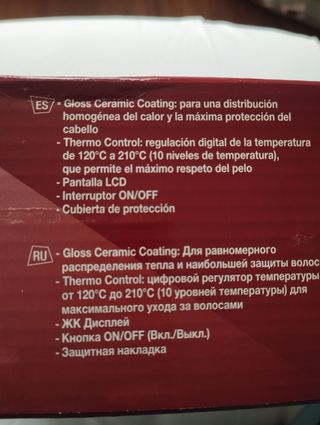 ES - Gloss Ceramic Coating: para una distribución
homogénea del calor y la máxima protección del
cabello
- Thermo Control: regulación digital de la temperatura
de 120°C a 210°C (10 niveles de temperatura),
que permite el máximo respeto del pelo
- Pantalla LCD
- Interruptor ON/OFF
- Cubierta de protección
RU - Gloss Ceramic Coating: Для равномерного
распределения тепла и наибольшей защиты волос
- Thermo Control: цифровой регулятор температуры
от 120°C до 210°C (10 уровней температуры) для
максимального ухода за волосами
- ЖК Дисплей
- Кнопка ON/OFF (Вкл./Выкл.)
- Защитная накладка